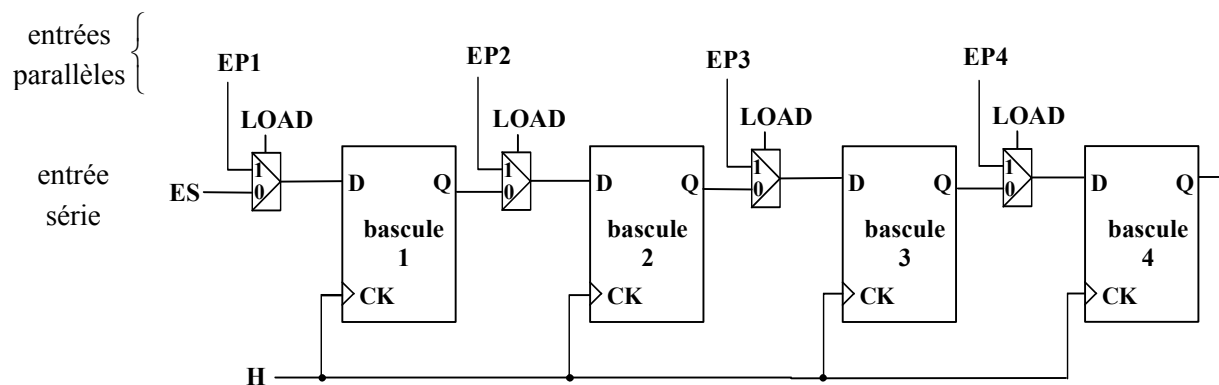 entrées
parallèles
EP1 EP2 EP3 EP4
LOAD LOAD LOAD LOAD
1 1 1 1
entrée
série
ES 0 D Q 0 D Q 0 D Q 0 D Q
bascule bascule bascule bascule
1 2 3 4
CK CK CK CK
H